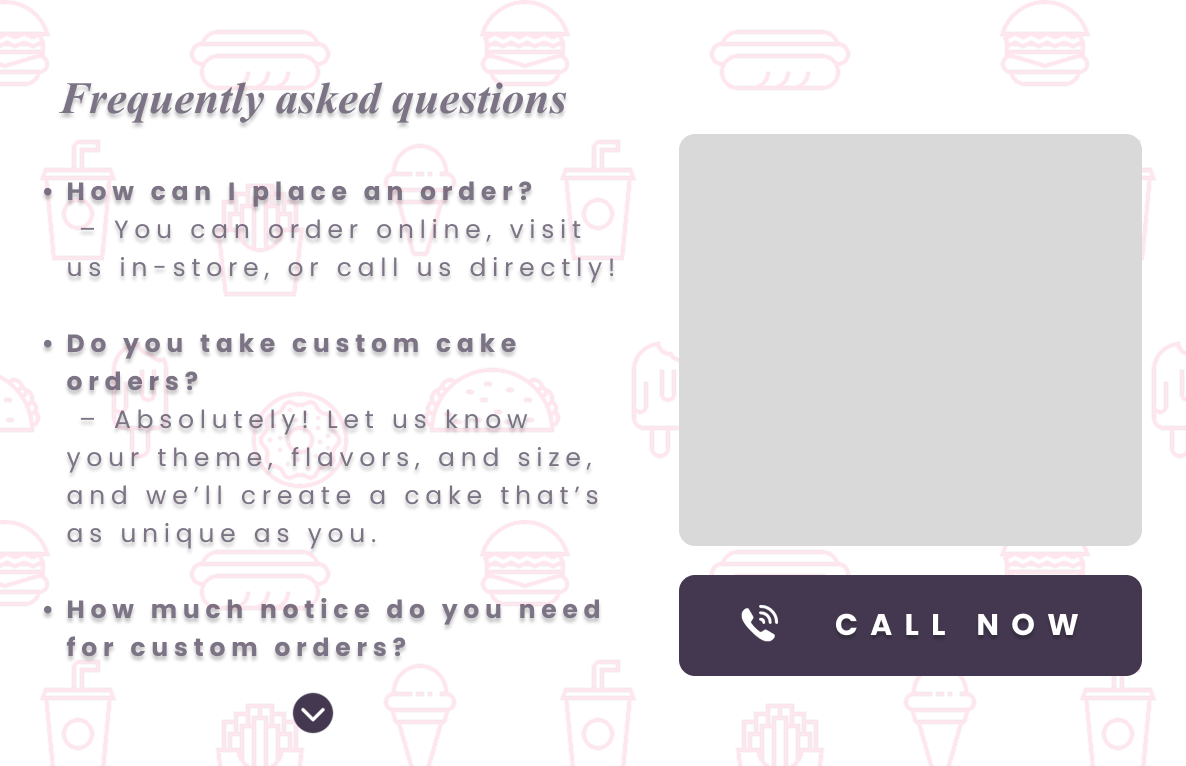 Frequently asked questions
• How can I place an order?
– You can order online, visit
us in-store, or call us directly!
• Do you take custom cake
orders?
– Absolutely! Let us know
your theme, flavors, and size,
and we’ll create a cake that’s
as unique as you.
• How much notice do you need
for custom orders?
CALL NOW